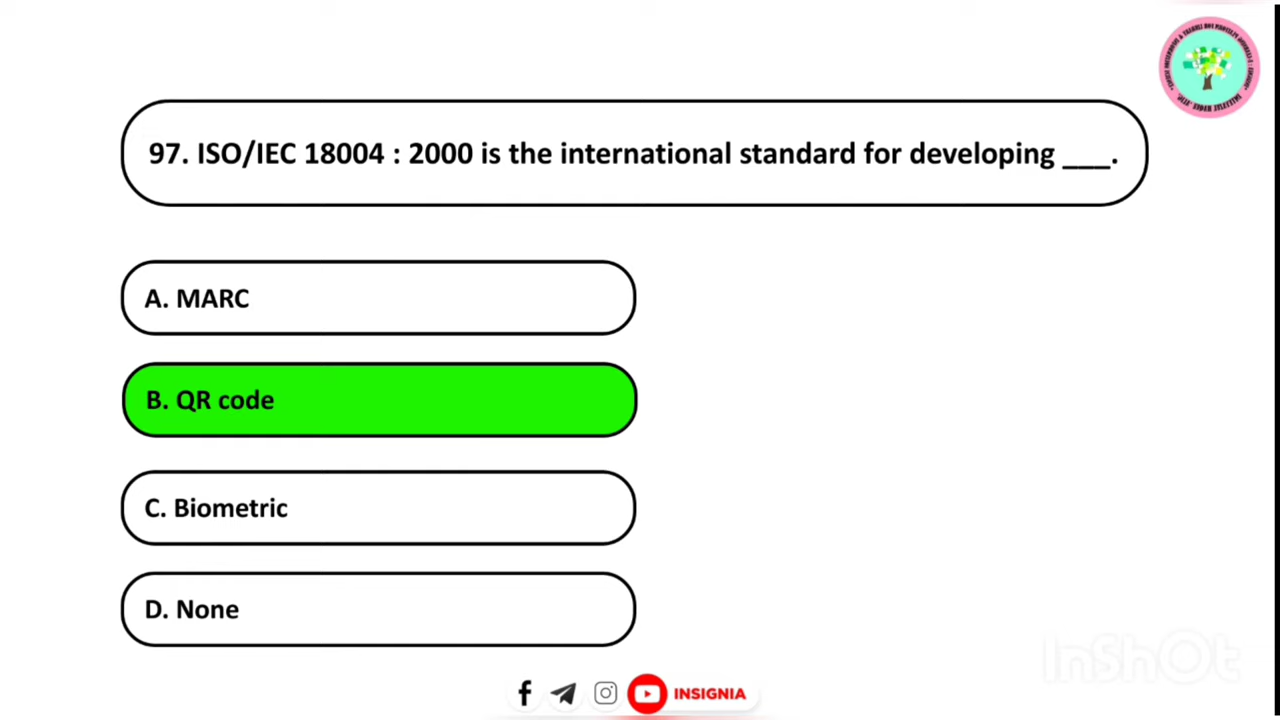 97. ISO/IEC 18004 : 2000 is the international standard for developing ___.
A. MARC
B. QR code
C. Biometric
D. None
INSIGNIA
InShOt